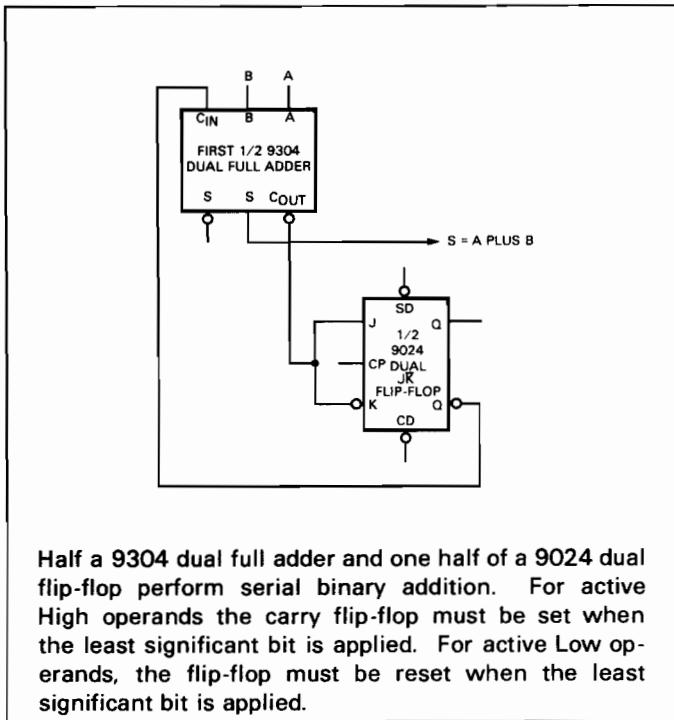 B A
C_IN B A
FIRST 1/2 9304
DUAL FULL ADDER
S S C_OUT
S = A PLUS B
SD
J Q
1/2
9024
CP DUAL
JK̅
FLIP-FLOP
K Q
CD
Half a 9304 dual full adder and one half of a 9024 dual
flip-flop perform serial binary addition. For active
High operands the carry flip-flop must be set when
the least significant bit is applied. For active Low op-
erands, the flip-flop must be reset when the least
significant bit is applied.